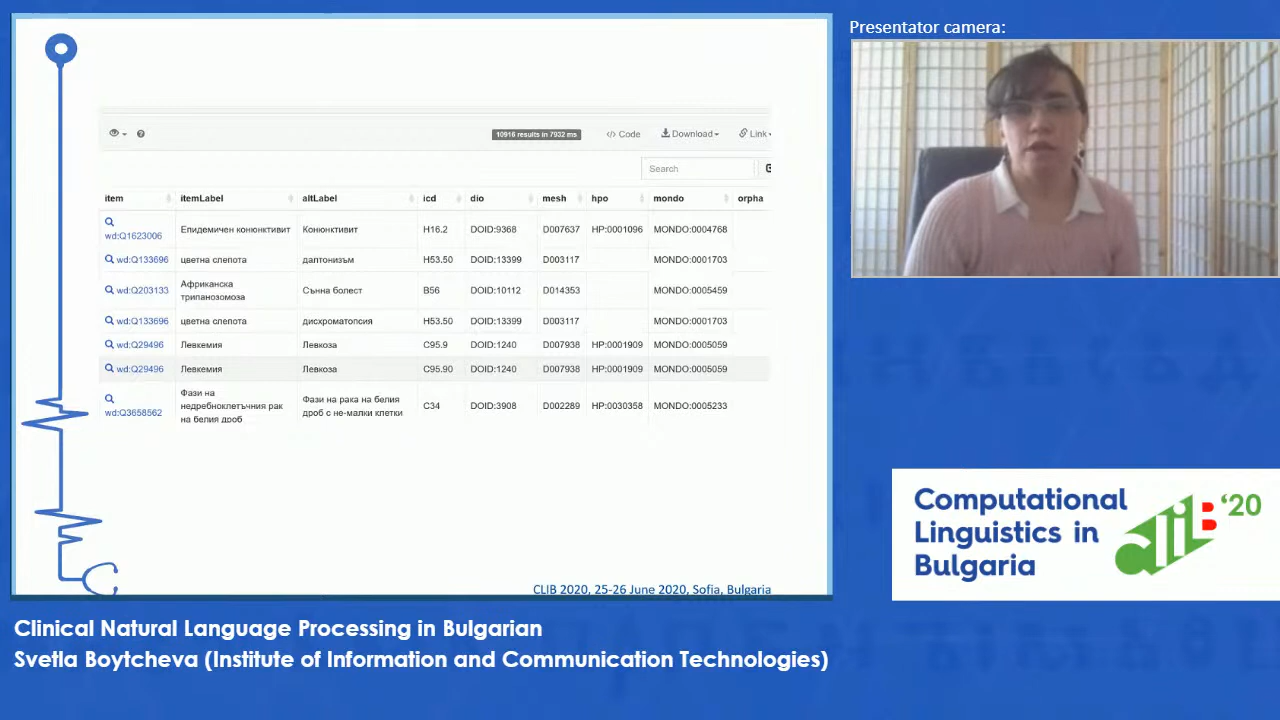 Presentator camera:
10916 results in 7932 ms
Code
Download
Link
Search
item itemLabel altLabel icd dio mesh hpo mondo orpha
wd:Q1623006 Епидемичен конюнктивит Конюнктивит H16.2 DOID:9368 D007637 HP:0001096 MONDO:0004768
wd:Q133696 цветна слепота далтонизъм H53.50 DOID:13399 D003117 MONDO:0001703
wd:Q203133 Африканска трипанозомоза Сънна болест B56 DOID:10112 D014353 MONDO:0005459
wd:Q133696 цветна слепота дисхроматопсия H53.50 DOID:13399 D003117 MONDO:0001703
wd:Q29496 Левкемия Левкоза C95.9 DOID:1240 D007938 HP:0001909 MONDO:0005059
wd:Q29496 Левкемия Левкоза C95.90 DOID:1240 D007938 HP:0001909 MONDO:0005059
wd:Q3658562 Фази на недребноклетъчния рак на белия дроб Фази на рака на белия дроб с не-малки клетки C34 DOID:3908 D002289 HP:0030358 MONDO:0005233
CLIB 2020, 25-26 June 2020, Sofia, Bulgaria
Computational
Linguistics in
Bulgaria
cliB '20
Clinical Natural Language Processing in Bulgarian
Svetla Boytcheva (Institute of Information and Communication Technologies)